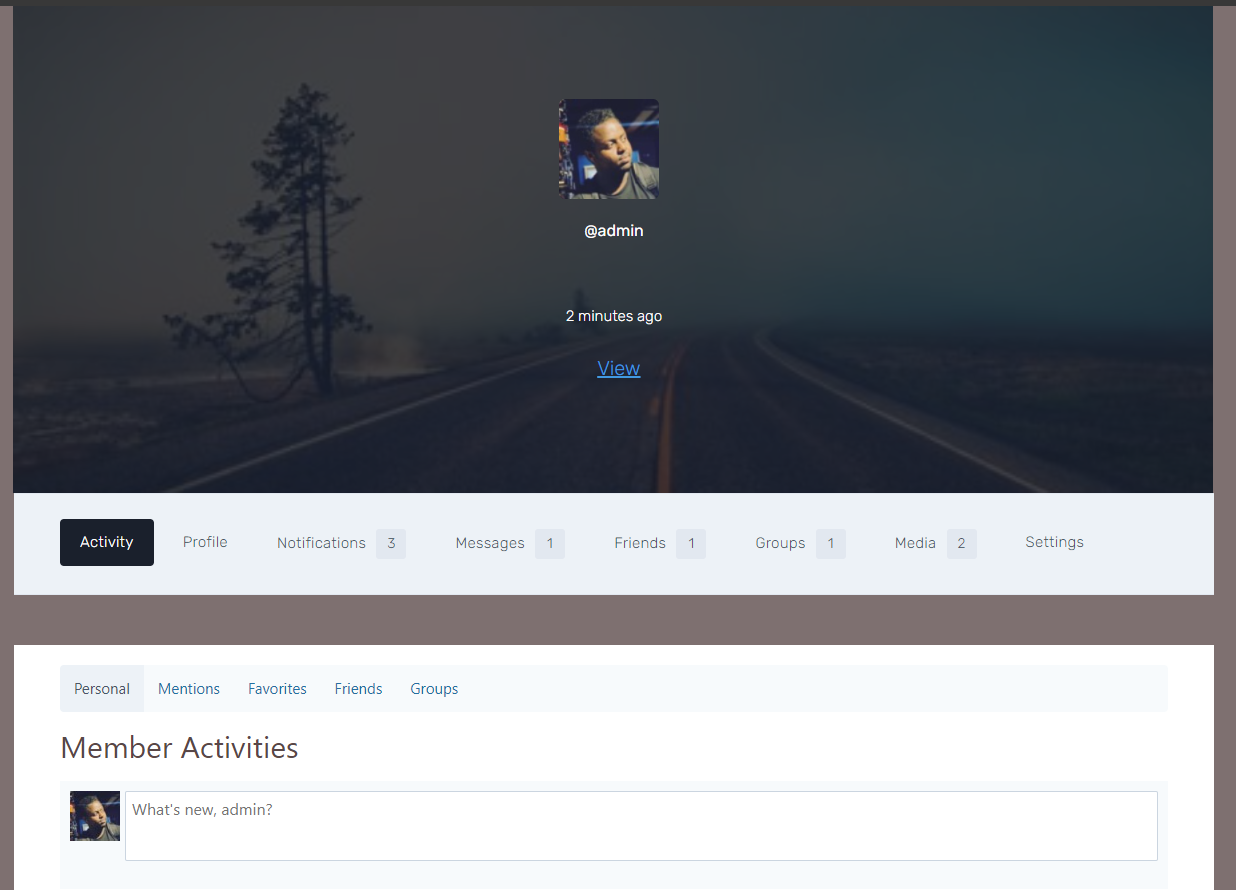 @admin
2 minutes ago
View
Activity Profile Notifications 3 Messages 1 Friends 1 Groups 1 Media 2 Settings
Personal Mentions Favorites Friends Groups
Member Activities
What's new, admin?